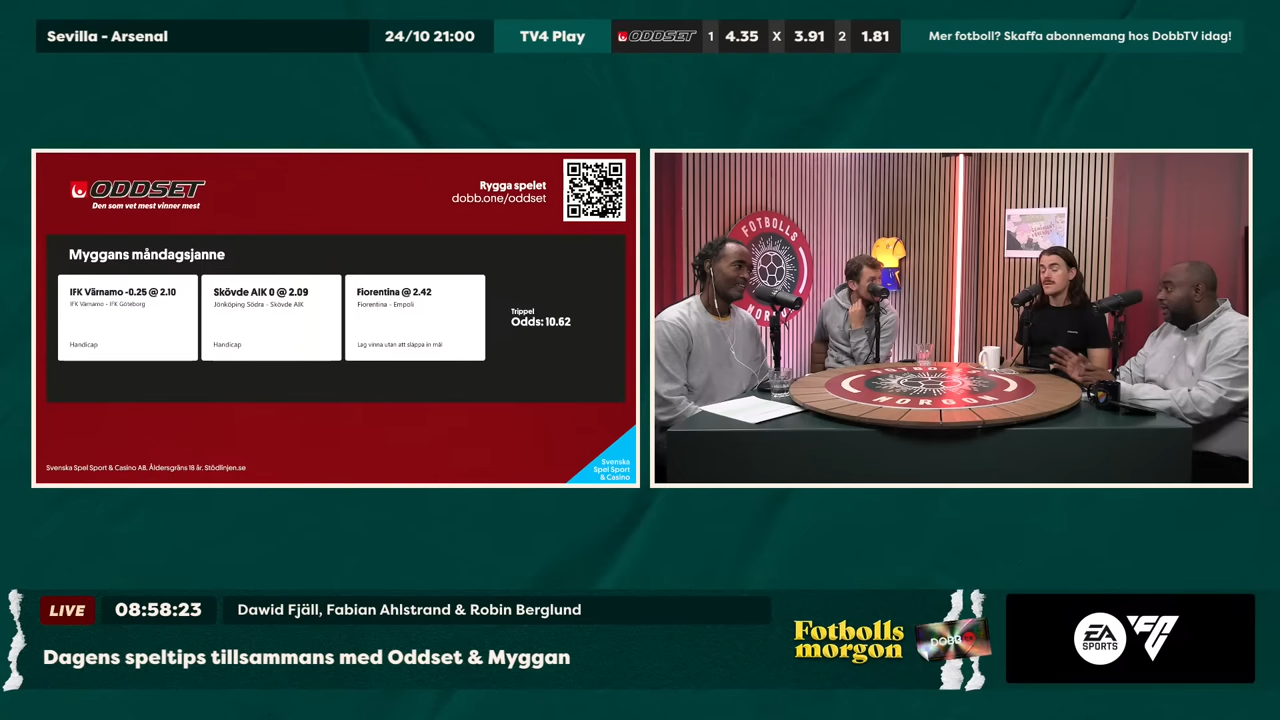 Sevilla - Arsenal
24/10 21:00
TV4 Play
ODDSET 1 4.35 X 3.91 2 1.81
Mer fotboll? Skaffa abonnemang hos DobbTV idag!
ODDSET
Den som vet mest vinner mest
Rygga spelet
dobb.one/oddset
Myggans måndagsjanne
IFK Värnamo -0.25 @ 2.10
IFK Värnamo - IFK Göteborg
Handicap
Skövde AIK 0 @ 2.09
Jönköping Södra - Skövde AIK
Handicap
Fiorentina @ 2.42
Fiorentina - Empoli
Lag vinna utan att släppa in mål
Trippel
Odds: 10.62
Svenska Spel Sport & Casino AB. Åldersgräns 18 år. Stödlinjen.se
Svenska
Spel Sport
& Casino
FOTBOLLS
MORGON
FOTBOLLS
MORGON
LIVE
08:58:23
Dawid Fjäll, Fabian Ahlstrand & Robin Berglund
Dagens speltips tillsammans med Oddset & Myggan
Fotbolls
morgon
DOBB
EA
SPORTS
FC